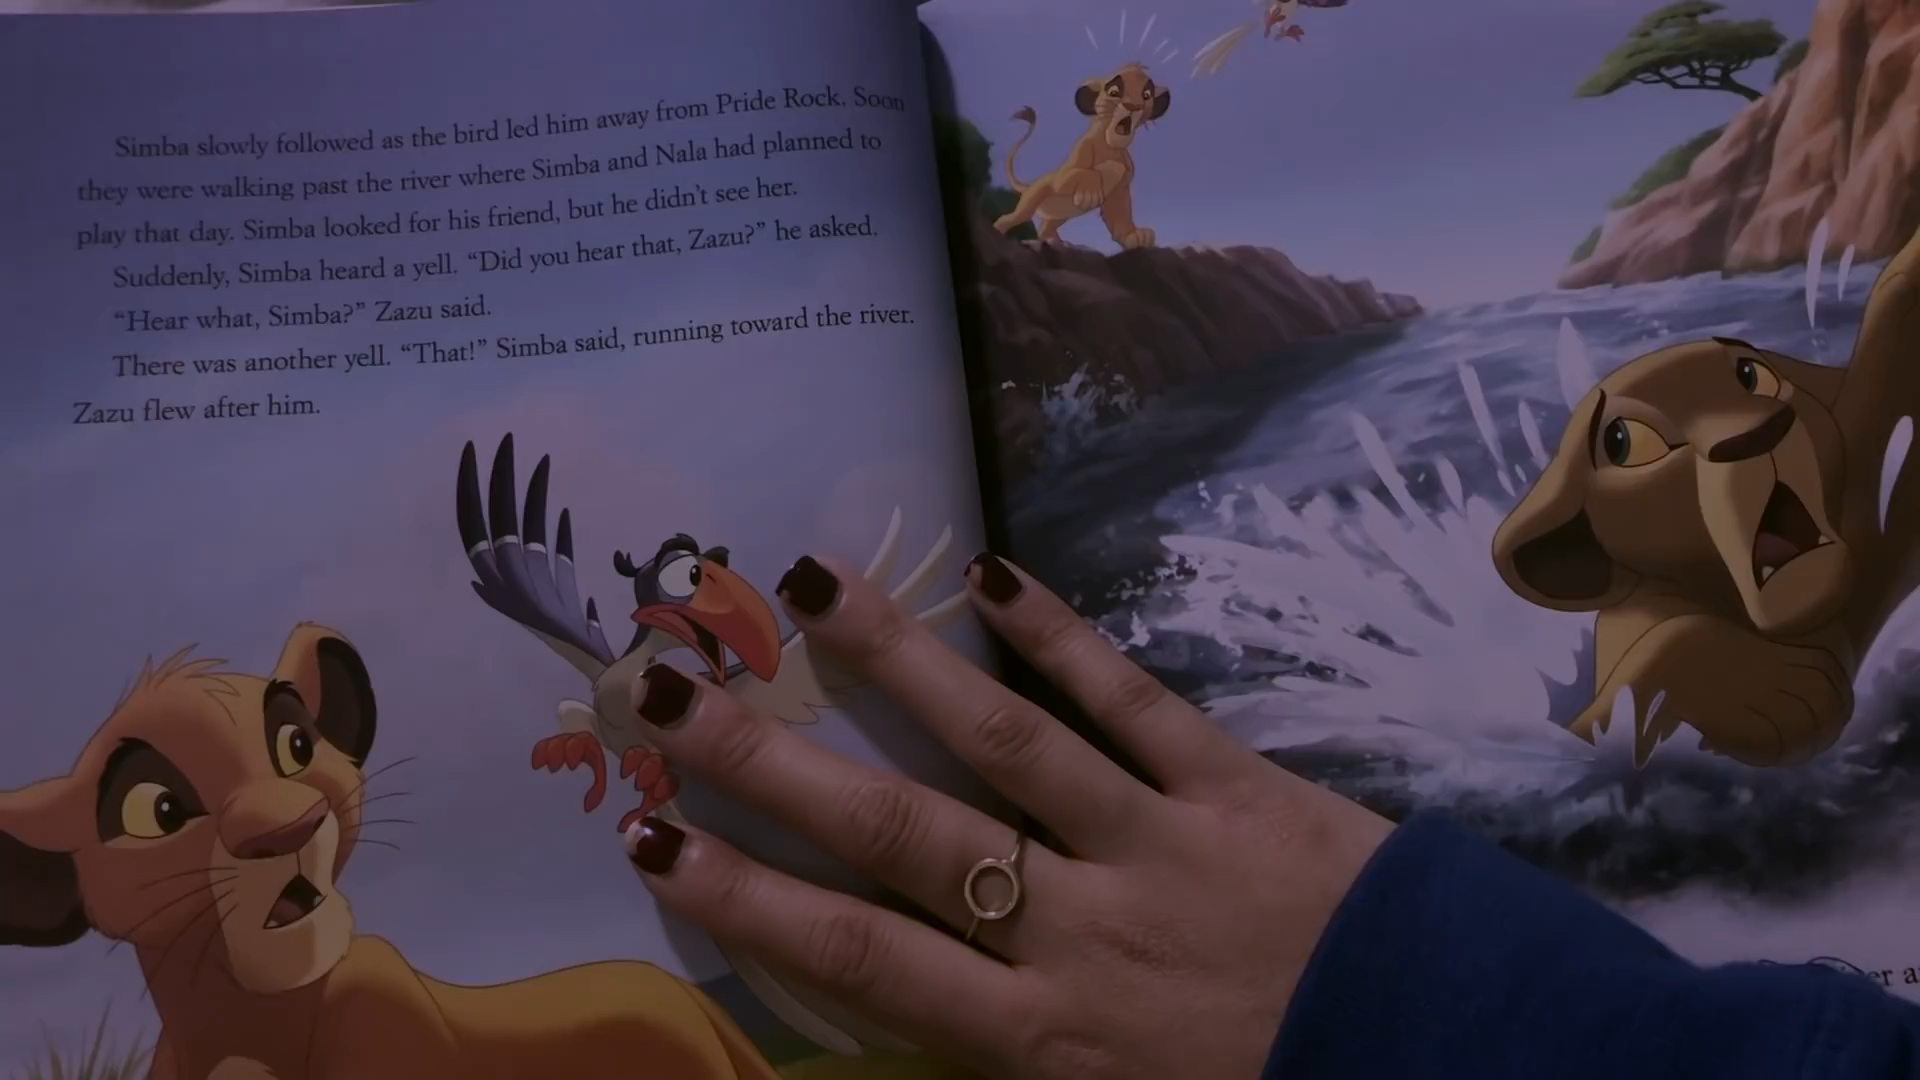 Simba slowly followed as the bird led him away from Pride Rock. Soon
they were walking past the river where Simba and Nala had planned to
play that day. Simba looked for his friend, but he didn't see her.
Suddenly, Simba heard a yell. “Did you hear that, Zazu?” he asked.
“Hear what, Simba?” Zazu said.
There was another yell. “That!” Simba said, running toward the river.
Zazu flew after him.